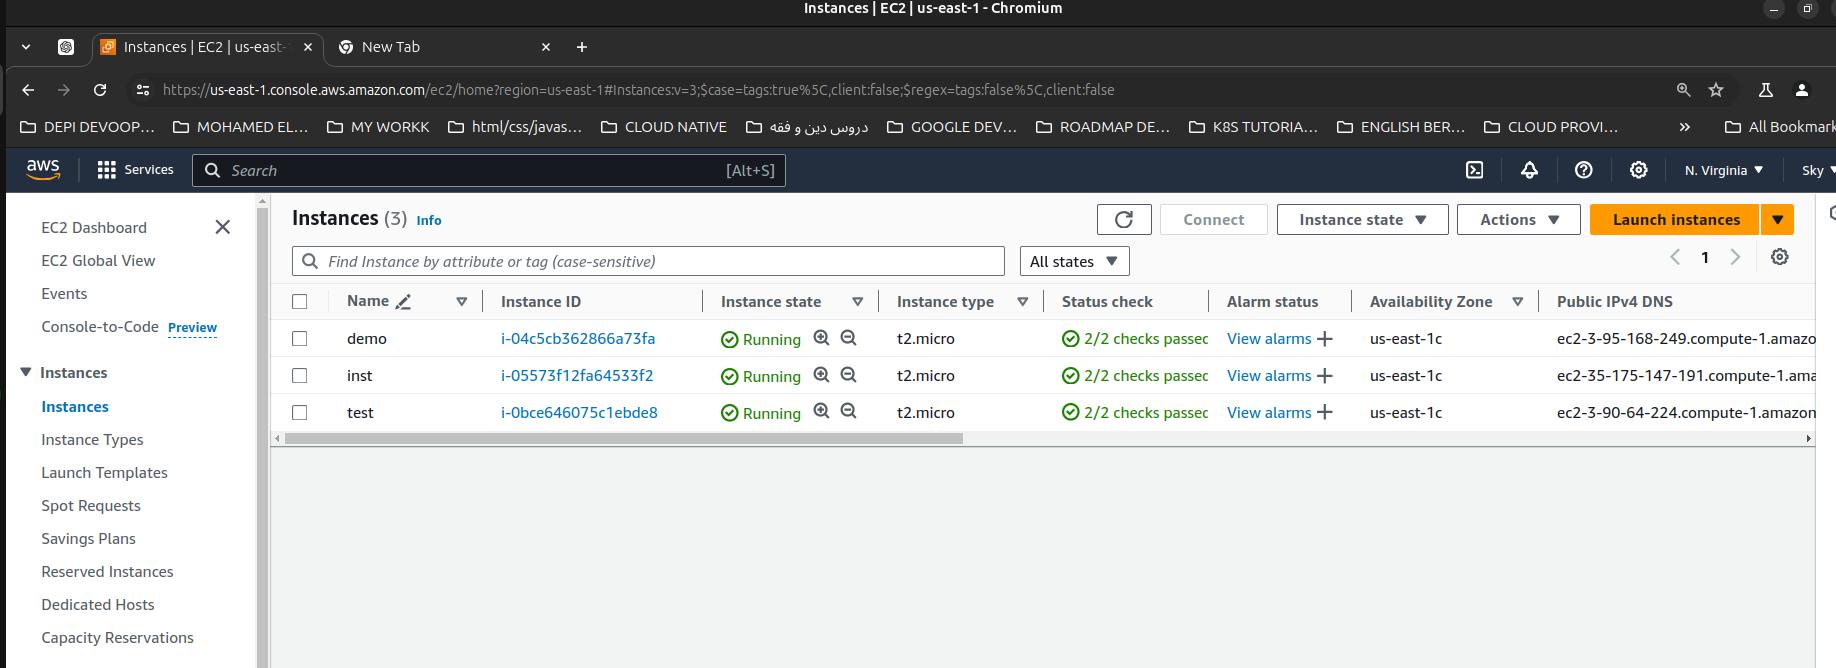 Instances | EC2 | us-east-1 - Chromium
Instances | EC2 | us-east-
New Tab
https://us-east-1.console.aws.amazon.com/ec2/home?region=us-east-1#Instances:v=3;$case=tags:true%5C,client:false;$regex=tags:false%5C,client:false
DEPI DEVOOP... MOHAMED EL... MY WORKK html/css/javas... CLOUD NATIVE دروس دين و فقه GOOGLE DEV... ROADMAP DE... K8S TUTORIA... ENGLISH BER... CLOUD PROVI... » All Bookmark
aws Services Search [Alt+S] N. Virginia Sky
EC2 Dashboard
EC2 Global View
Events
Console-to-Code Preview
Instances
Instances
Instance Types
Launch Templates
Spot Requests
Savings Plans
Reserved Instances
Dedicated Hosts
Capacity Reservations
Instances (3) Info
Connect Instance state Actions Launch instances
Find Instance by attribute or tag (case-sensitive) All states 1
Name Instance ID Instance state Instance type Status check Alarm status Availability Zone Public IPv4 DNS
demo i-04c5cb362866a73fa Running t2.micro 2/2 checks passed View alarms + us-east-1c ec2-3-95-168-249.compute-1.amazo
inst i-05573f12fa64533f2 Running t2.micro 2/2 checks passed View alarms + us-east-1c ec2-35-175-147-191.compute-1.ama
test i-0bce646075c1ebde8 Running t2.micro 2/2 checks passed View alarms + us-east-1c ec2-3-90-64-224.compute-1.amazon